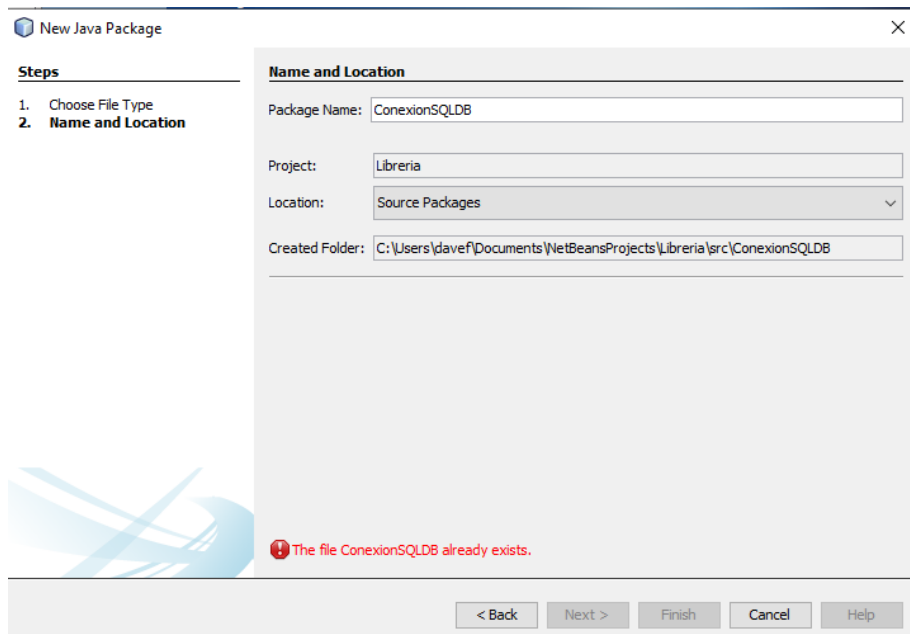 New Java Package
Steps
1. Choose File Type
2. Name and Location
Name and Location
Package Name: ConexionSQLDB
Project: Libreria
Location: Source Packages
Created Folder: C:\Users\davef\Documents\NetBeansProjects\Libreria\src\ConexionSQLDB
The file ConexionSQLDB already exists.
< Back Next > Finish Cancel Help